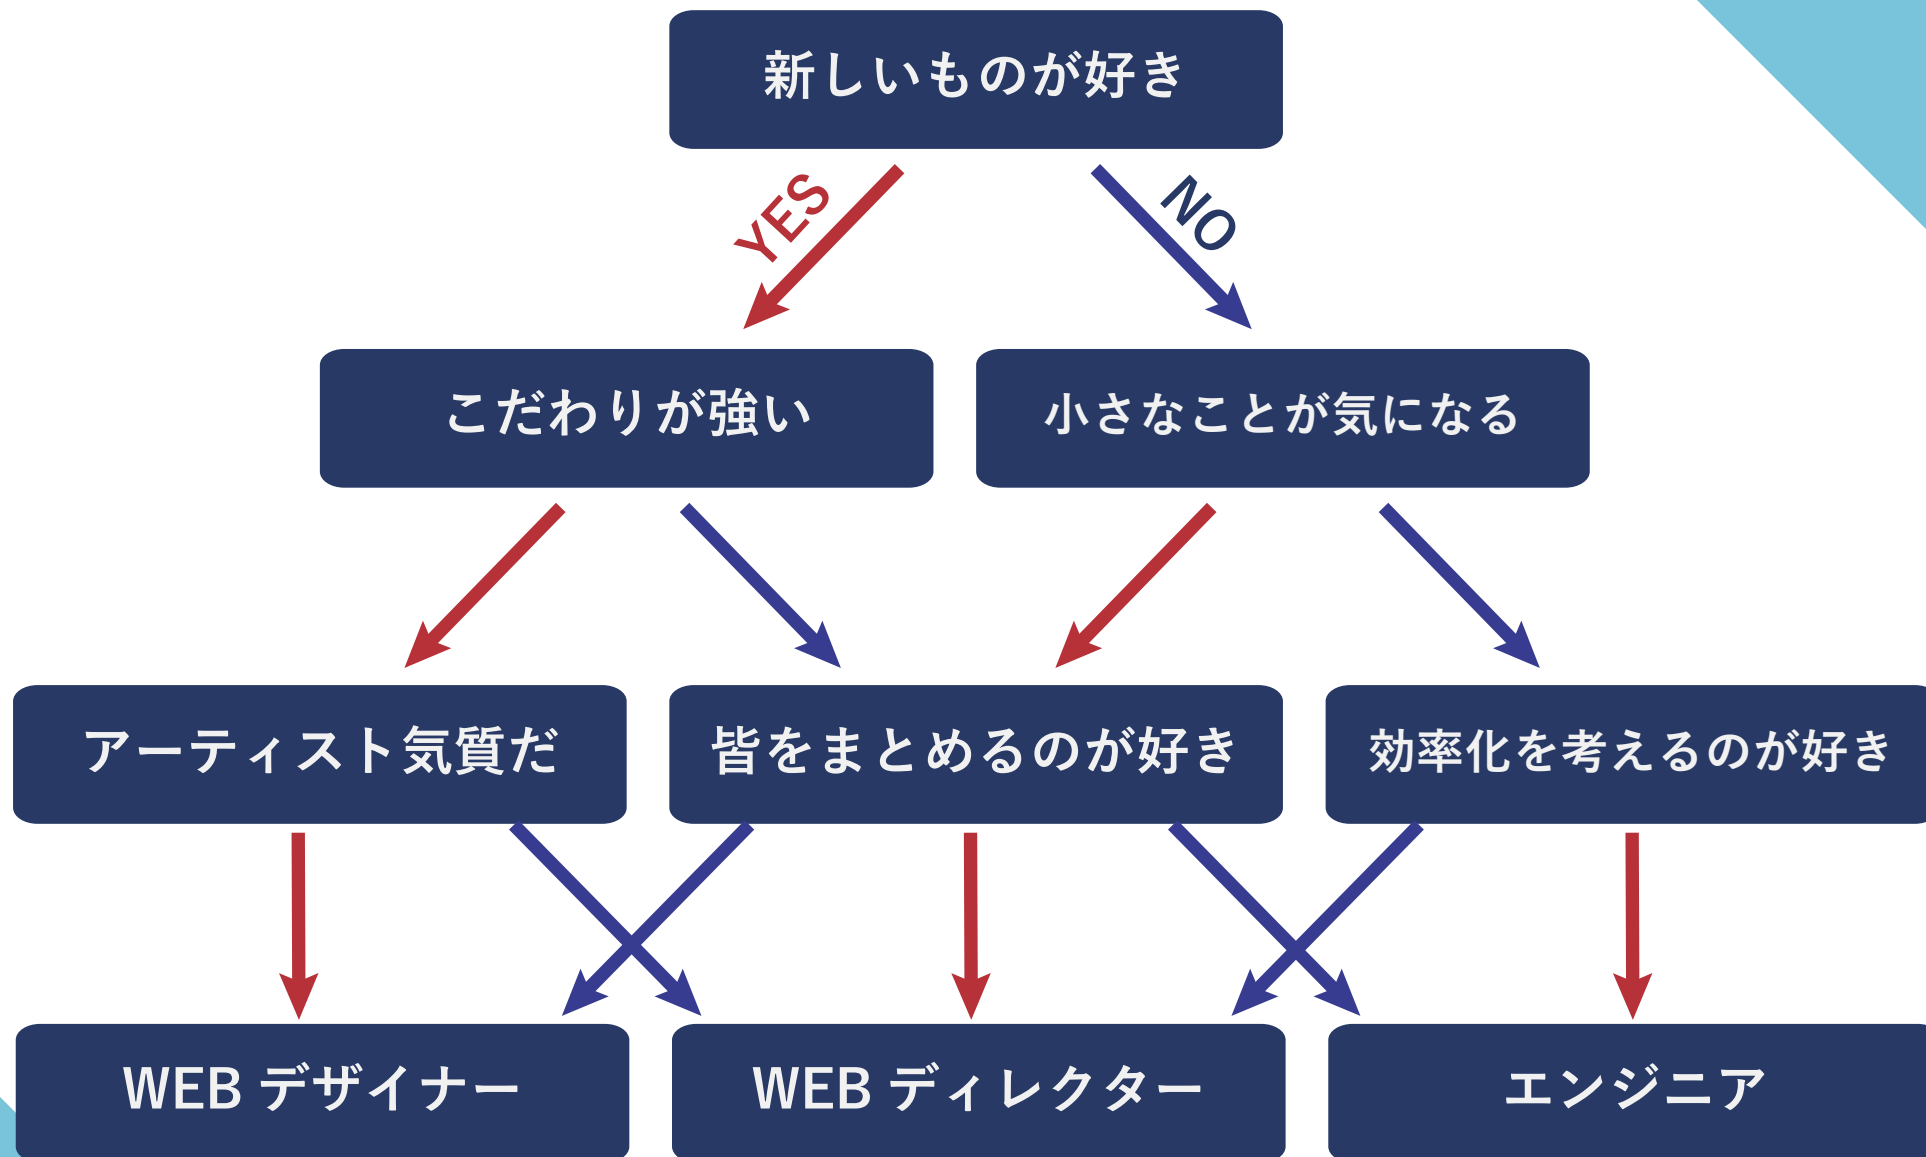 新しいものが好き
YES
NO
こだわりが強い
小さなことが気になる
アーティスト気質だ
皆をまとめるのが好き
効率化を考えるのが好き
WEB デザイナー
WEB ディレクター
エンジニア